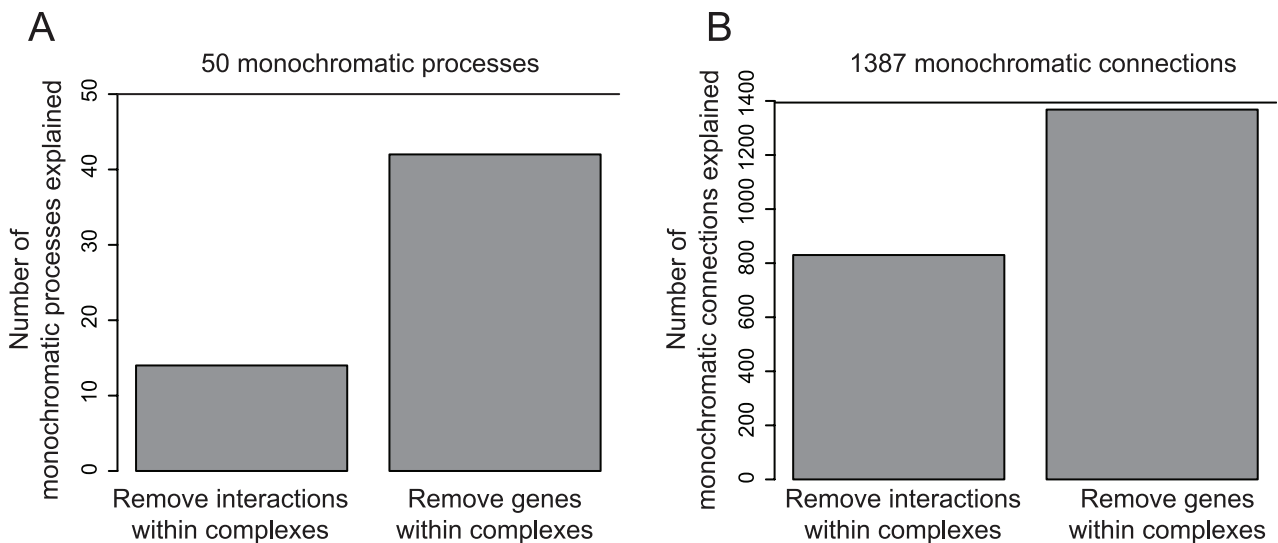 A
50 monochromatic processes
Number of
monochromatic processes explained
50
40
30
20
10
0
Remove interactions
within complexes
Remove genes
within complexes
B
1387 monochromatic connections
Number of
monochromatic connections explained
1400
1200
1000
800
600
400
200
0
Remove interactions
within complexes
Remove genes
within complexes